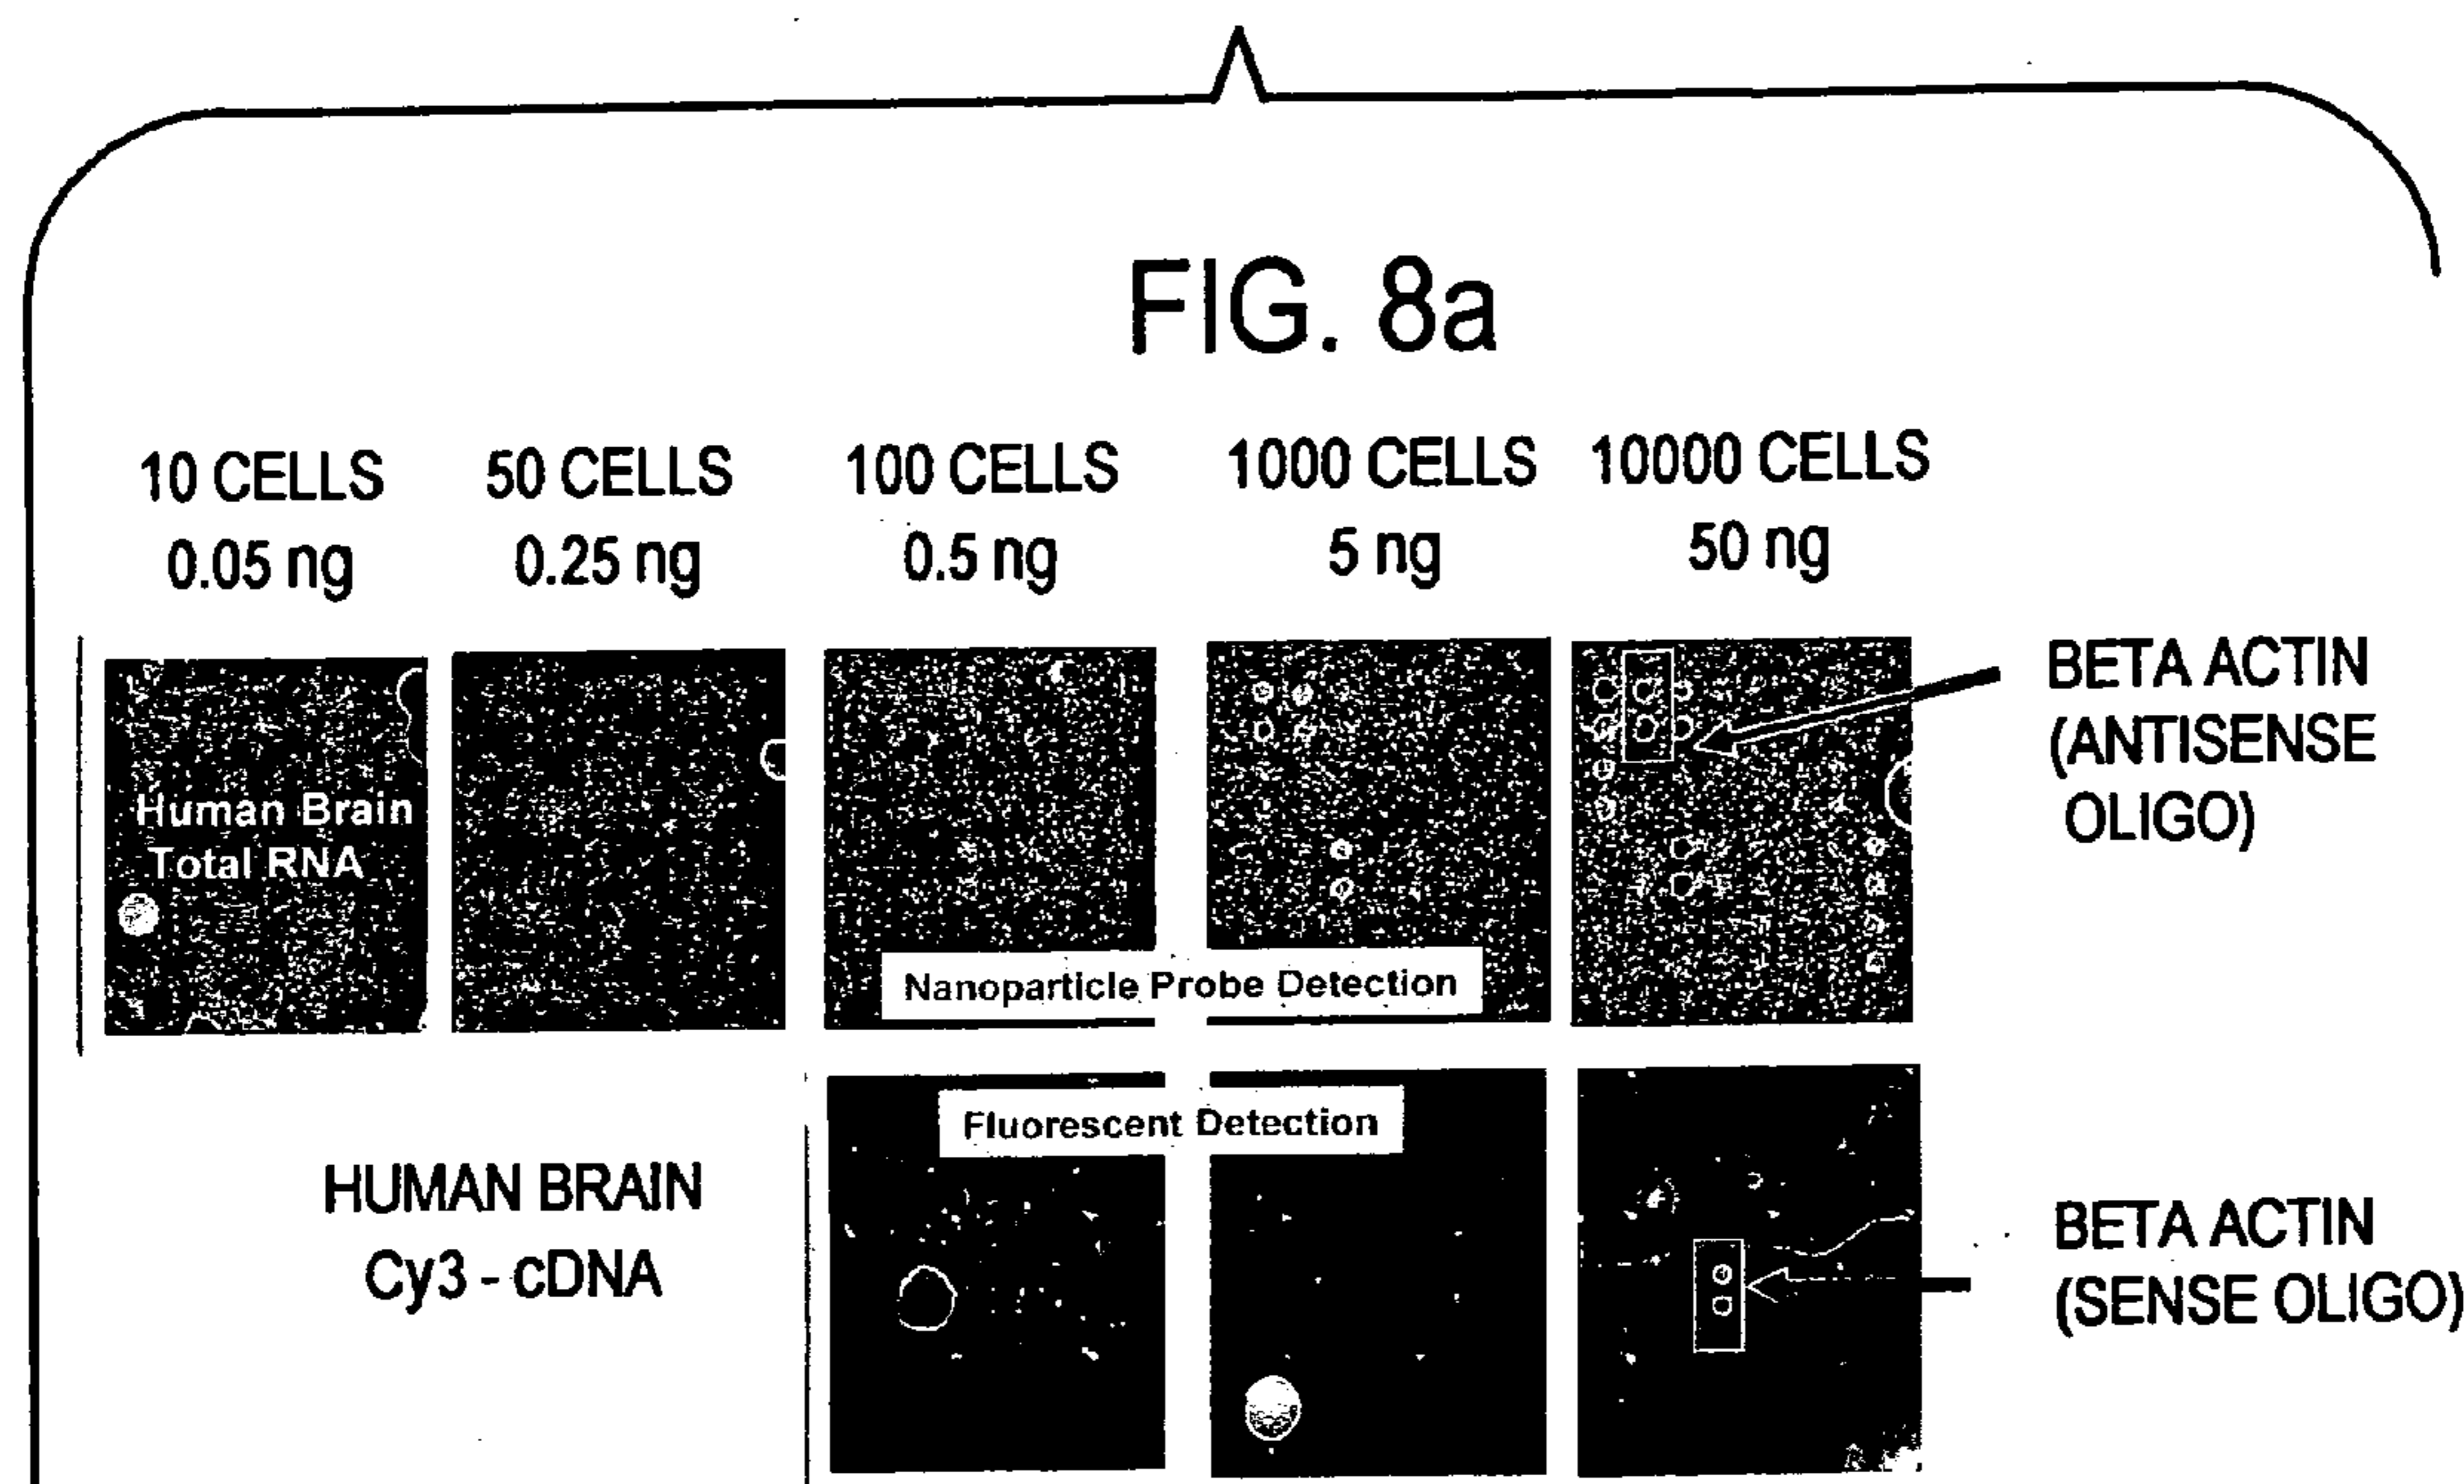 FIG. 8a
10 CELLS
0.05 ng
50 CELLS
0.25 ng
100 CELLS
0.5 ng
1000 CELLS
5 ng
10000 CELLS
50 ng
Human Brain
Total RNA
Nanoparticle Probe Detection
BETA ACTIN
(ANTISENSE
OLIGO)
HUMAN BRAIN
Cy3 - cDNA
Fluorescent Detection
BETA ACTIN
(SENSE OLIGO)